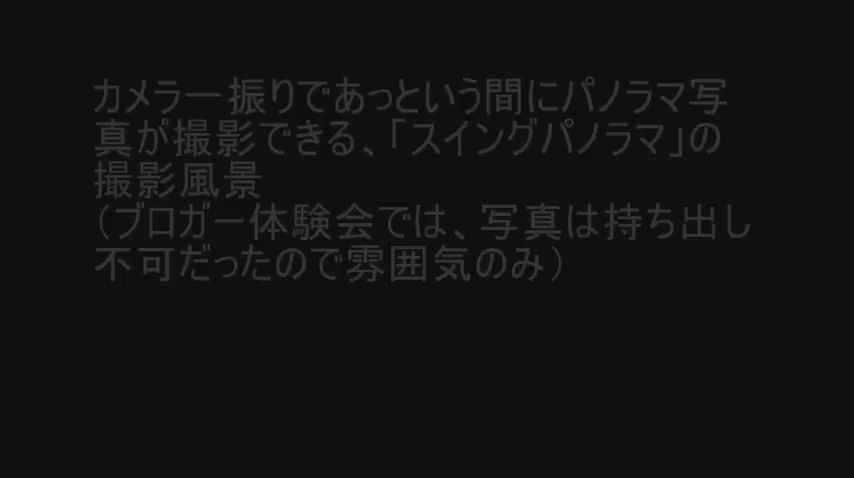 カメラ一振りであっという間にパノラマ写
真が撮影できる、「スイングパノラマ」の
撮影風景
（ブロガー体験会では、写真は持ち出し
不可だったので雰囲気のみ）